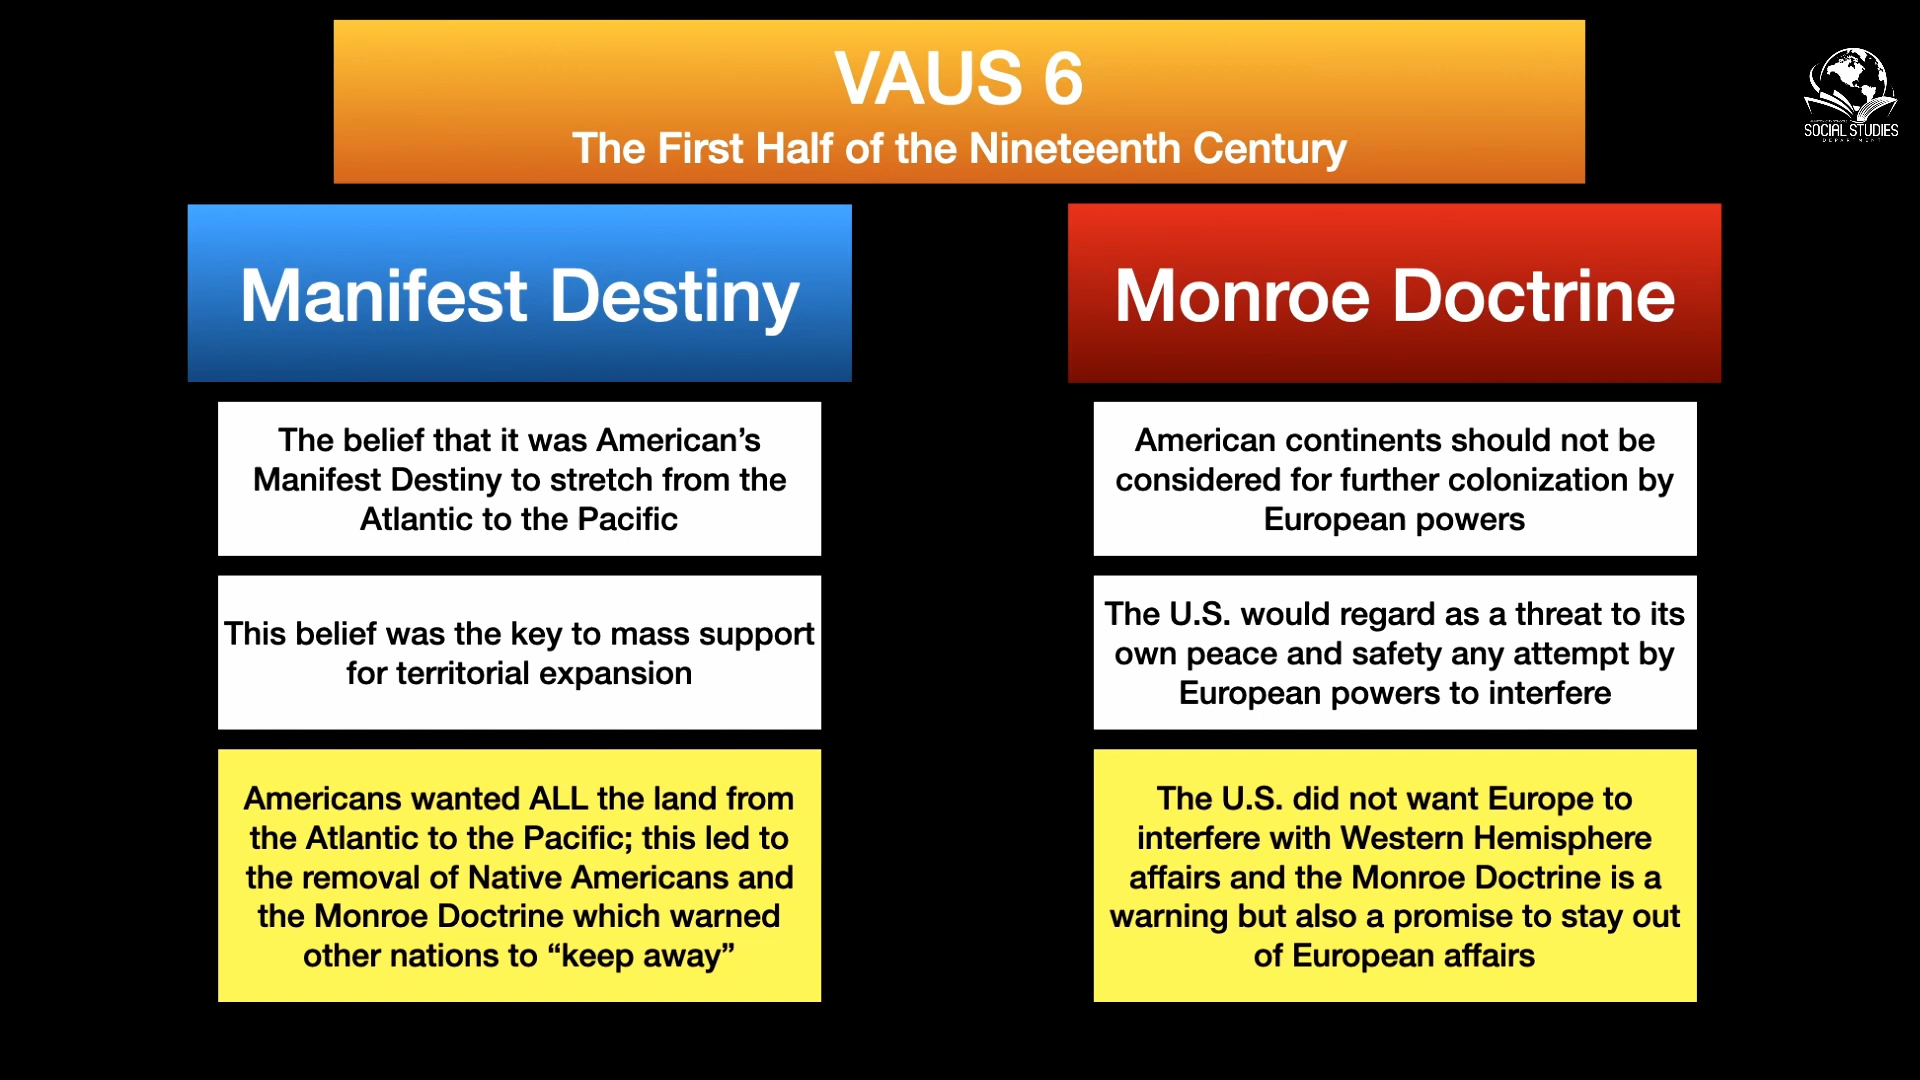 VAUS 6
The First Half of the Nineteenth Century
SOCIAL STUDIES
DEPARTMENT
Manifest Destiny
The belief that it was American’s
Manifest Destiny to stretch from the
Atlantic to the Pacific
This belief was the key to mass support
for territorial expansion
Americans wanted ALL the land from
the Atlantic to the Pacific; this led to
the removal of Native Americans and
the Monroe Doctrine which warned
other nations to “keep away”
Monroe Doctrine
American continents should not be
considered for further colonization by
European powers
The U.S. would regard as a threat to its
own peace and safety any attempt by
European powers to interfere
The U.S. did not want Europe to
interfere with Western Hemisphere
affairs and the Monroe Doctrine is a
warning but also a promise to stay out
of European affairs